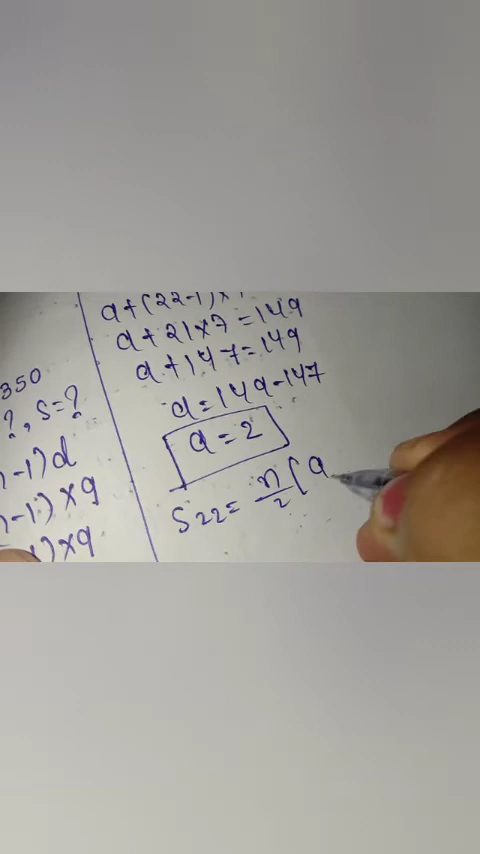 350
?, S=?
-1)d
-1)×9
)×9
a+(22-1)×
a+21×7=149
a+147=149
a=149-147
a=2
S22=n/2(a